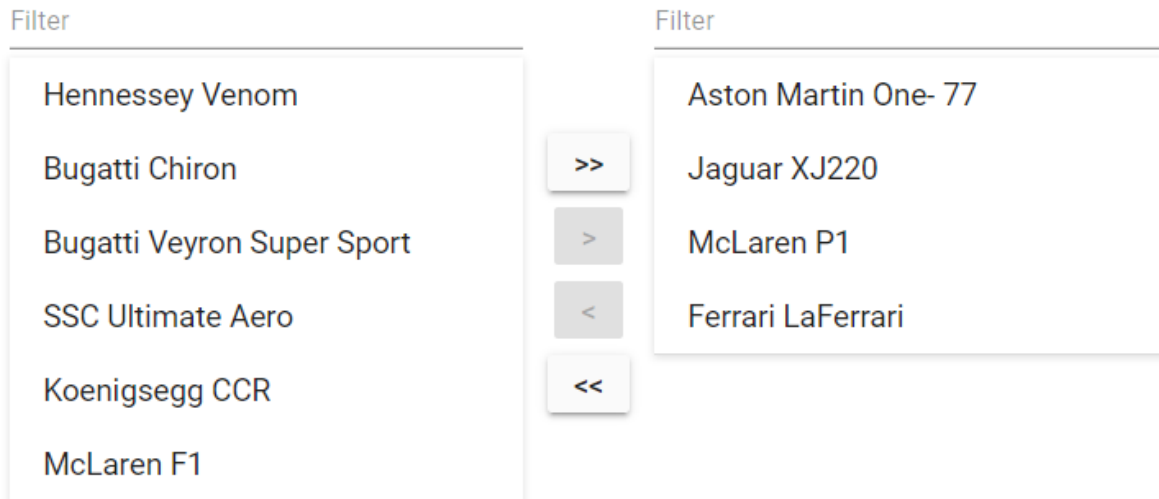 Filter
Hennessey Venom
Bugatti Chiron
Bugatti Veyron Super Sport
SSC Ultimate Aero
Koenigsegg CCR
McLaren F1
>>
>
<
<<
Filter
Aston Martin One- 77
Jaguar XJ220
McLaren P1
Ferrari LaFerrari